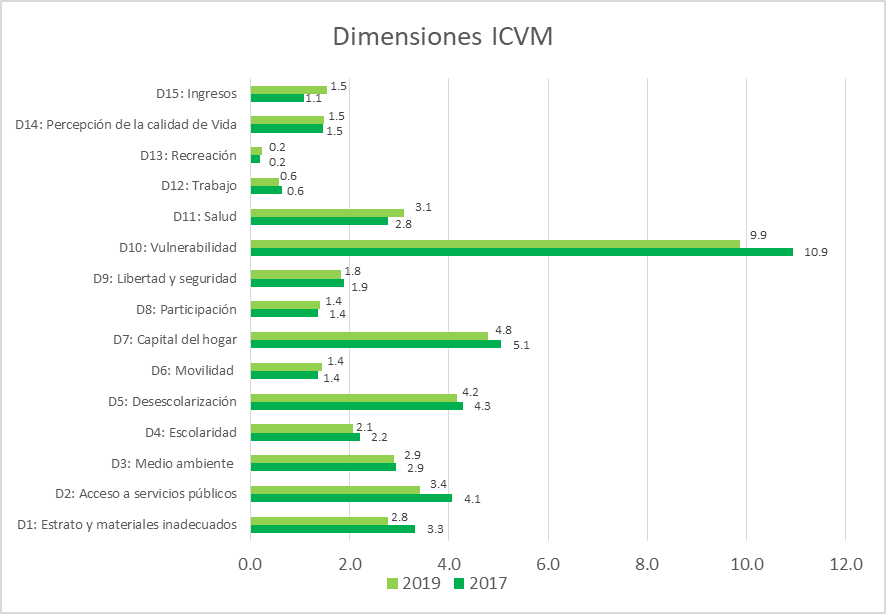 Dimensiones ICVM
D15: Ingresos 1.5
1.1
D14: Percepción de la calidad de Vida 1.5
1.5
D13: Recreación 0.2
0.2
D12: Trabajo 0.6
0.6
D11: Salud 3.1
2.8
D10: Vulnerabilidad 9.9
10.9
D9: Libertad y seguridad 1.8
1.9
D8: Participación 1.4
1.4
D7: Capital del hogar 4.8
5.1
D6: Movilidad 1.4
1.4
D5: Desescolarización 4.2
4.3
D4: Escolaridad 2.1
2.2
D3: Medio ambiente 2.9
2.9
D2: Acceso a servicios públicos 3.4
4.1
D1: Estrato y materiales inadecuados 2.8
3.3
0.0 2.0 4.0 6.0 8.0 10.0 12.0
2019 2017